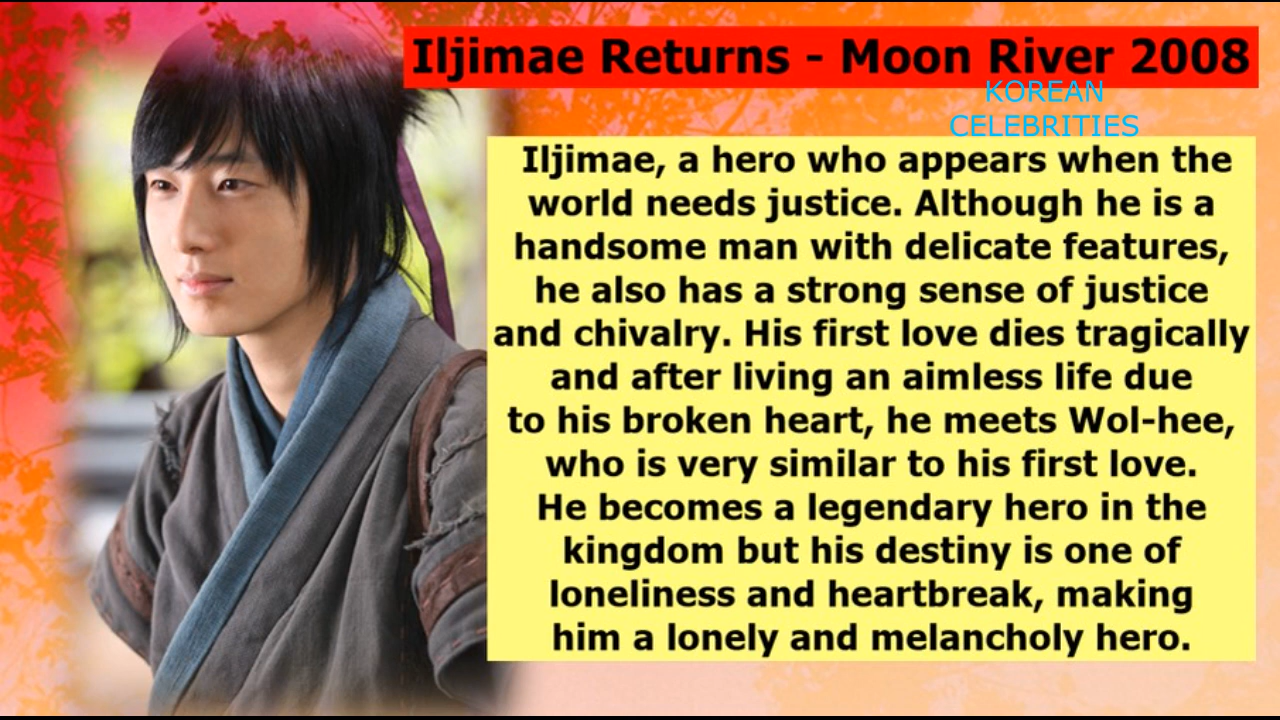 Iljimae Returns - Moon River 2008
KOREAN
CELEBRITIES
Iljimae, a hero who appears when the
world needs justice. Although he is a
handsome man with delicate features,
he also has a strong sense of justice
and chivalry. His first love dies tragically
and after living an aimless life due
to his broken heart, he meets Wol-hee,
who is very similar to his first love.
He becomes a legendary hero in the
kingdom but his destiny is one of
loneliness and heartbreak, making
him a lonely and melancholy hero.